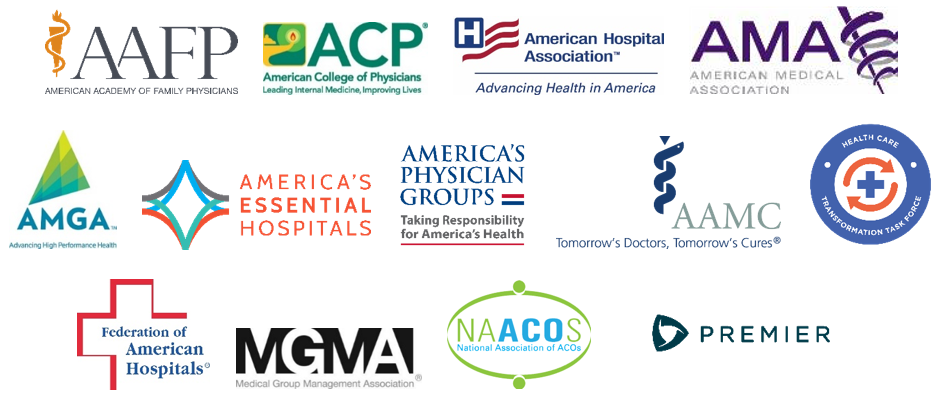 AAFP
AMERICAN ACADEMY OF FAMILY PHYSICIANS
ACP®
American College of Physicians
Leading Internal Medicine, Improving Lives
H
American Hospital
Association™
Advancing Health in America
AMA
AMERICAN MEDICAL
ASSOCIATION
AMGA™
Advancing High Performance Health
AMERICA'S
ESSENTIAL
HOSPITALS
AMERICA'S
PHYSICIAN
GROUPS
Taking Responsibility
for America's Health
AAMC
Tomorrow's Doctors, Tomorrow's Cures®
HEALTH CARE
TRANSFORMATION TASK FORCE
Federation of
American
Hospitals®
MGMA
Medical Group Management Association®
NAACOS
National Association of ACOs
PREMIER